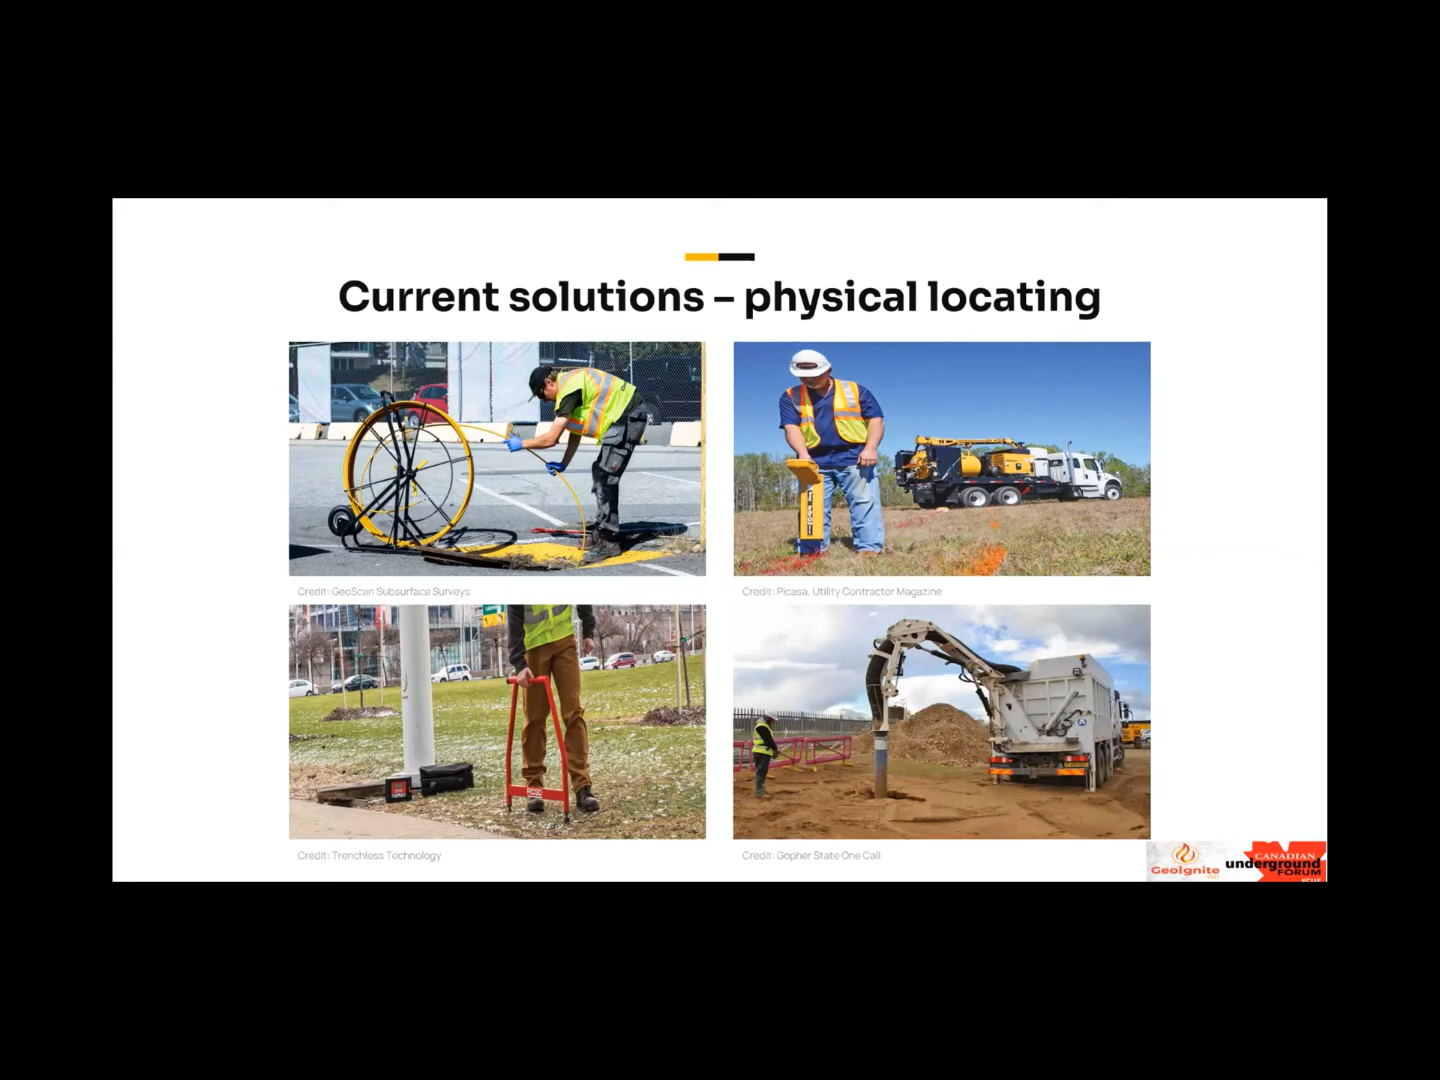 Current solutions – physical locating
Credit: GeoScan Subsurface Surveys
Credit: Picasa, Utility Contractor Magazine
RIDGID
Credit: Trenchless Technology
Credit: Gopher State One Call
GeoIgnite
CANADIAN
underground
FORUM